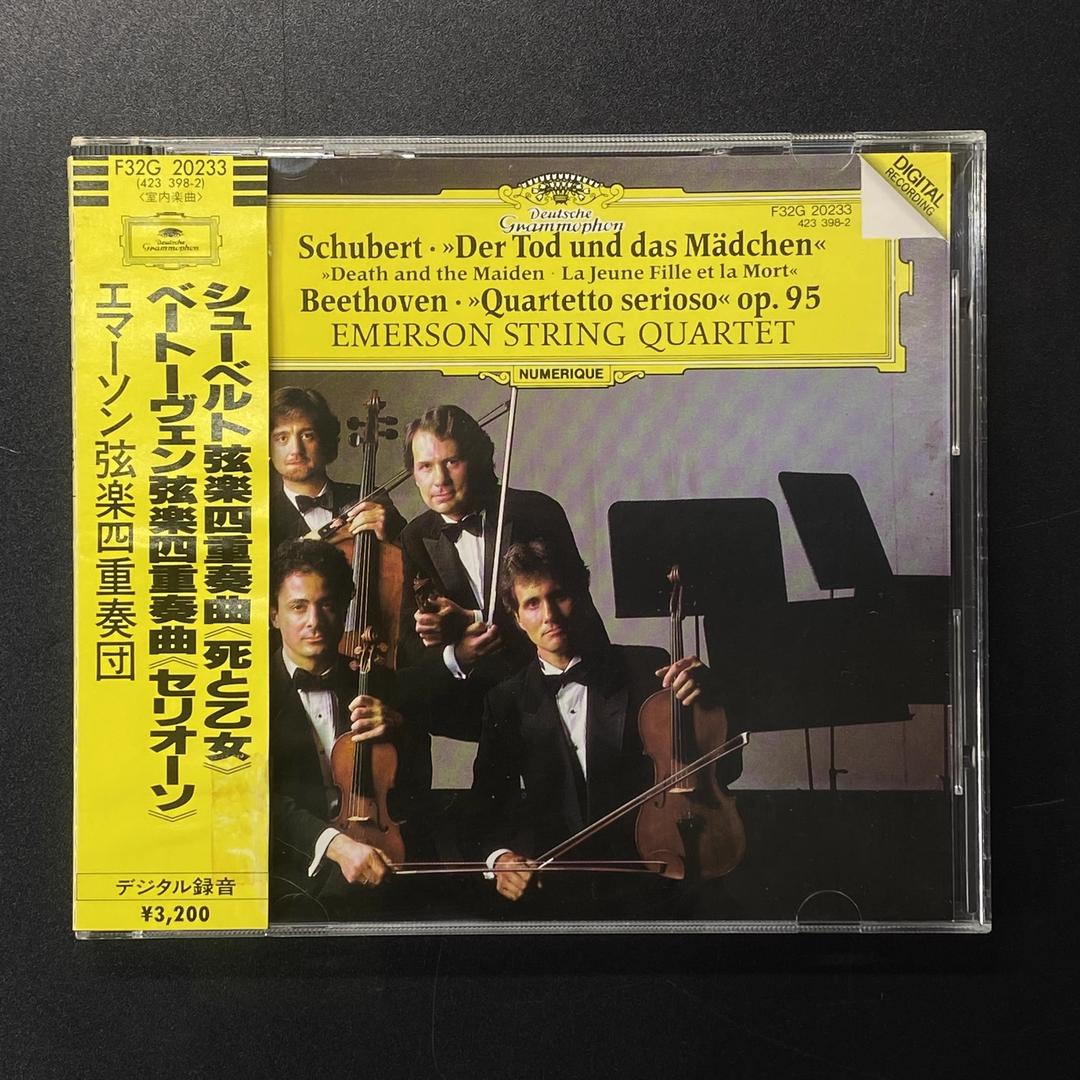 F32G 20233
(423 398-2)
〈室内楽曲〉
Deutsche
Grammophon
シューベルト弦楽四重奏曲《死と乙女》
ベートーヴェン弦楽四重奏曲《セリオーソ》
エマーソン弦楽四重奏団
デジタル録音
¥3,200
Deutsche
Grammophon
F32G 20233
423 398-2
DIGITAL
RECORDING
Schubert · »Der Tod und das Mädchen«
»Death and the Maiden · La Jeune Fille et la Mort«
Beethoven · »Quartetto serioso« op. 95
EMERSON STRING QUARTET
NUMERIQUE